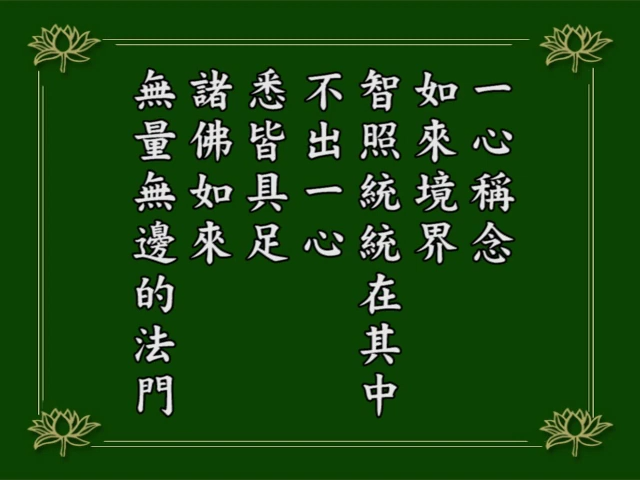 一心稱念
如來境界
智照統統在其中
不出一心
悉皆具足
諸佛如來
無量無邊的法門